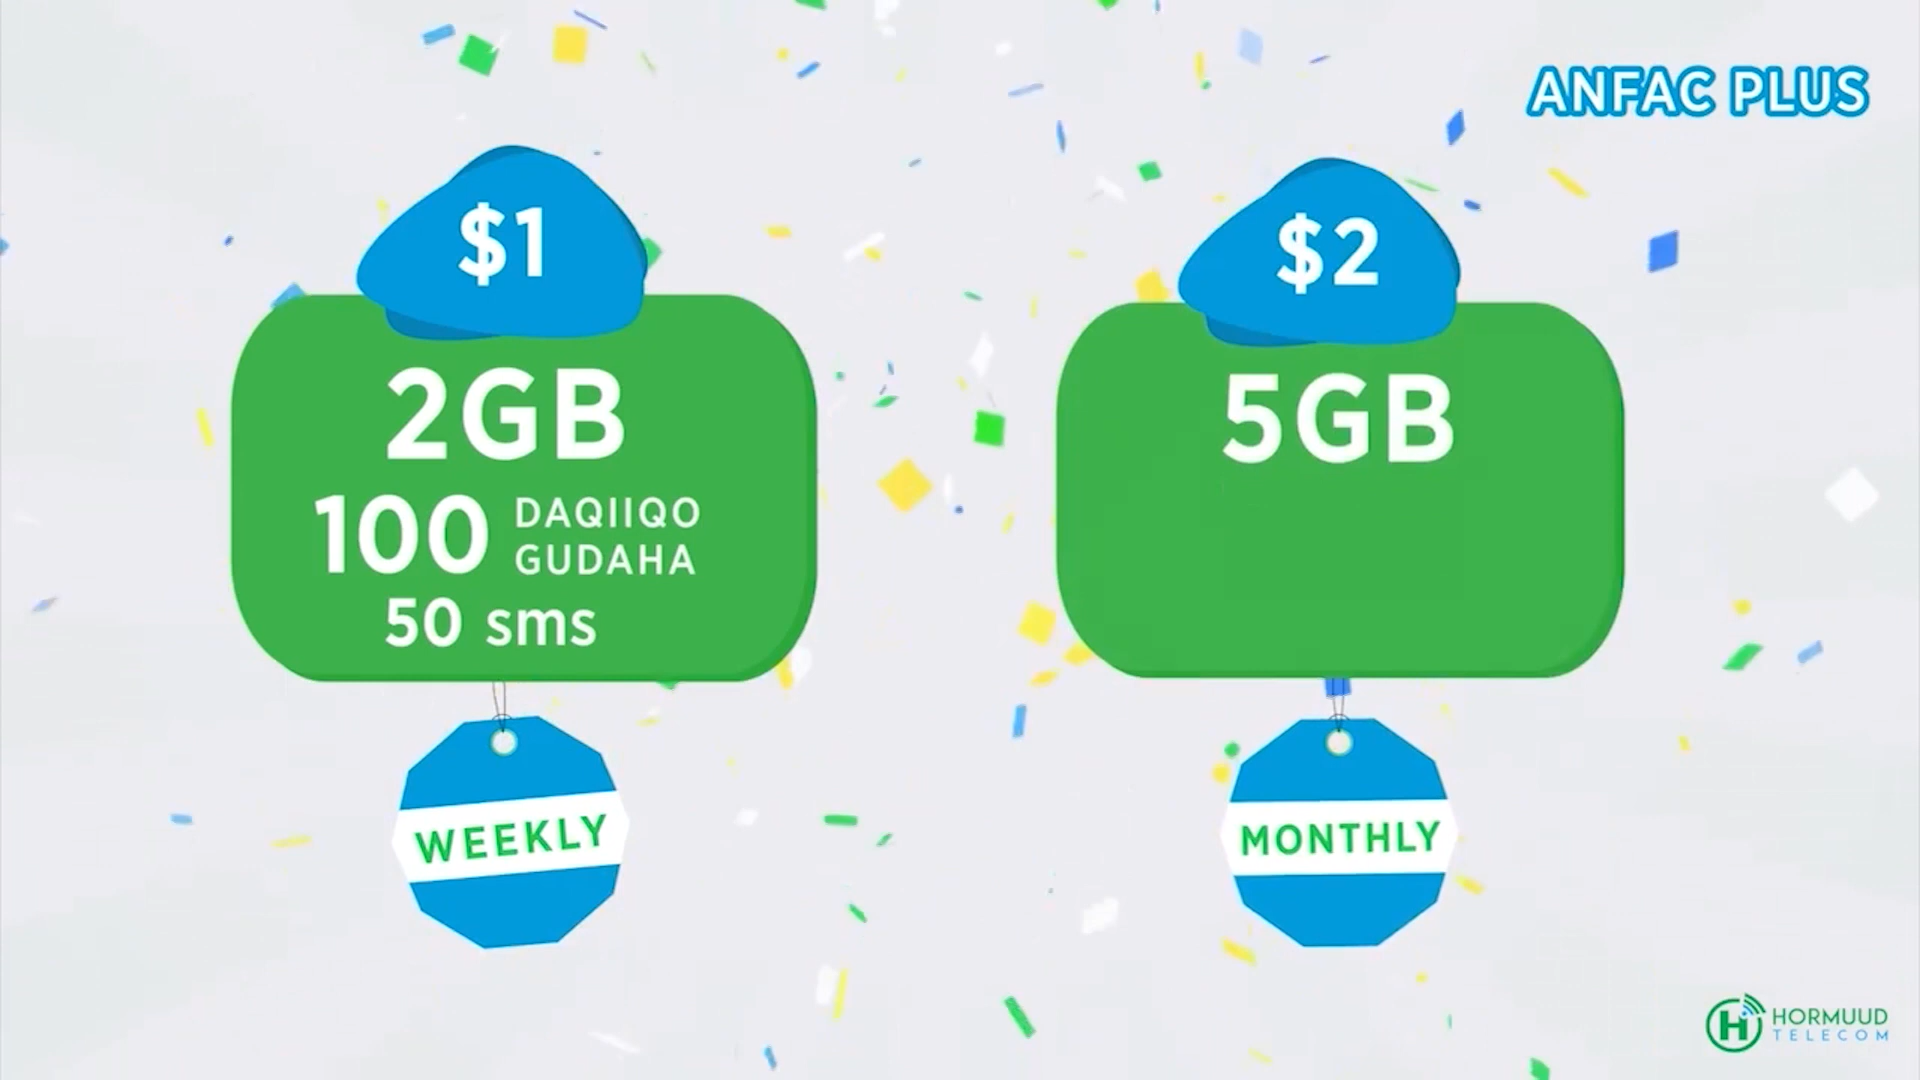 ANFAC PLUS
$1
2GB
100 DAQIIQO
GUDAHA
50 sms
WEEKLY
$2
5GB
MONTHLY
HORMUUD
TELECOM